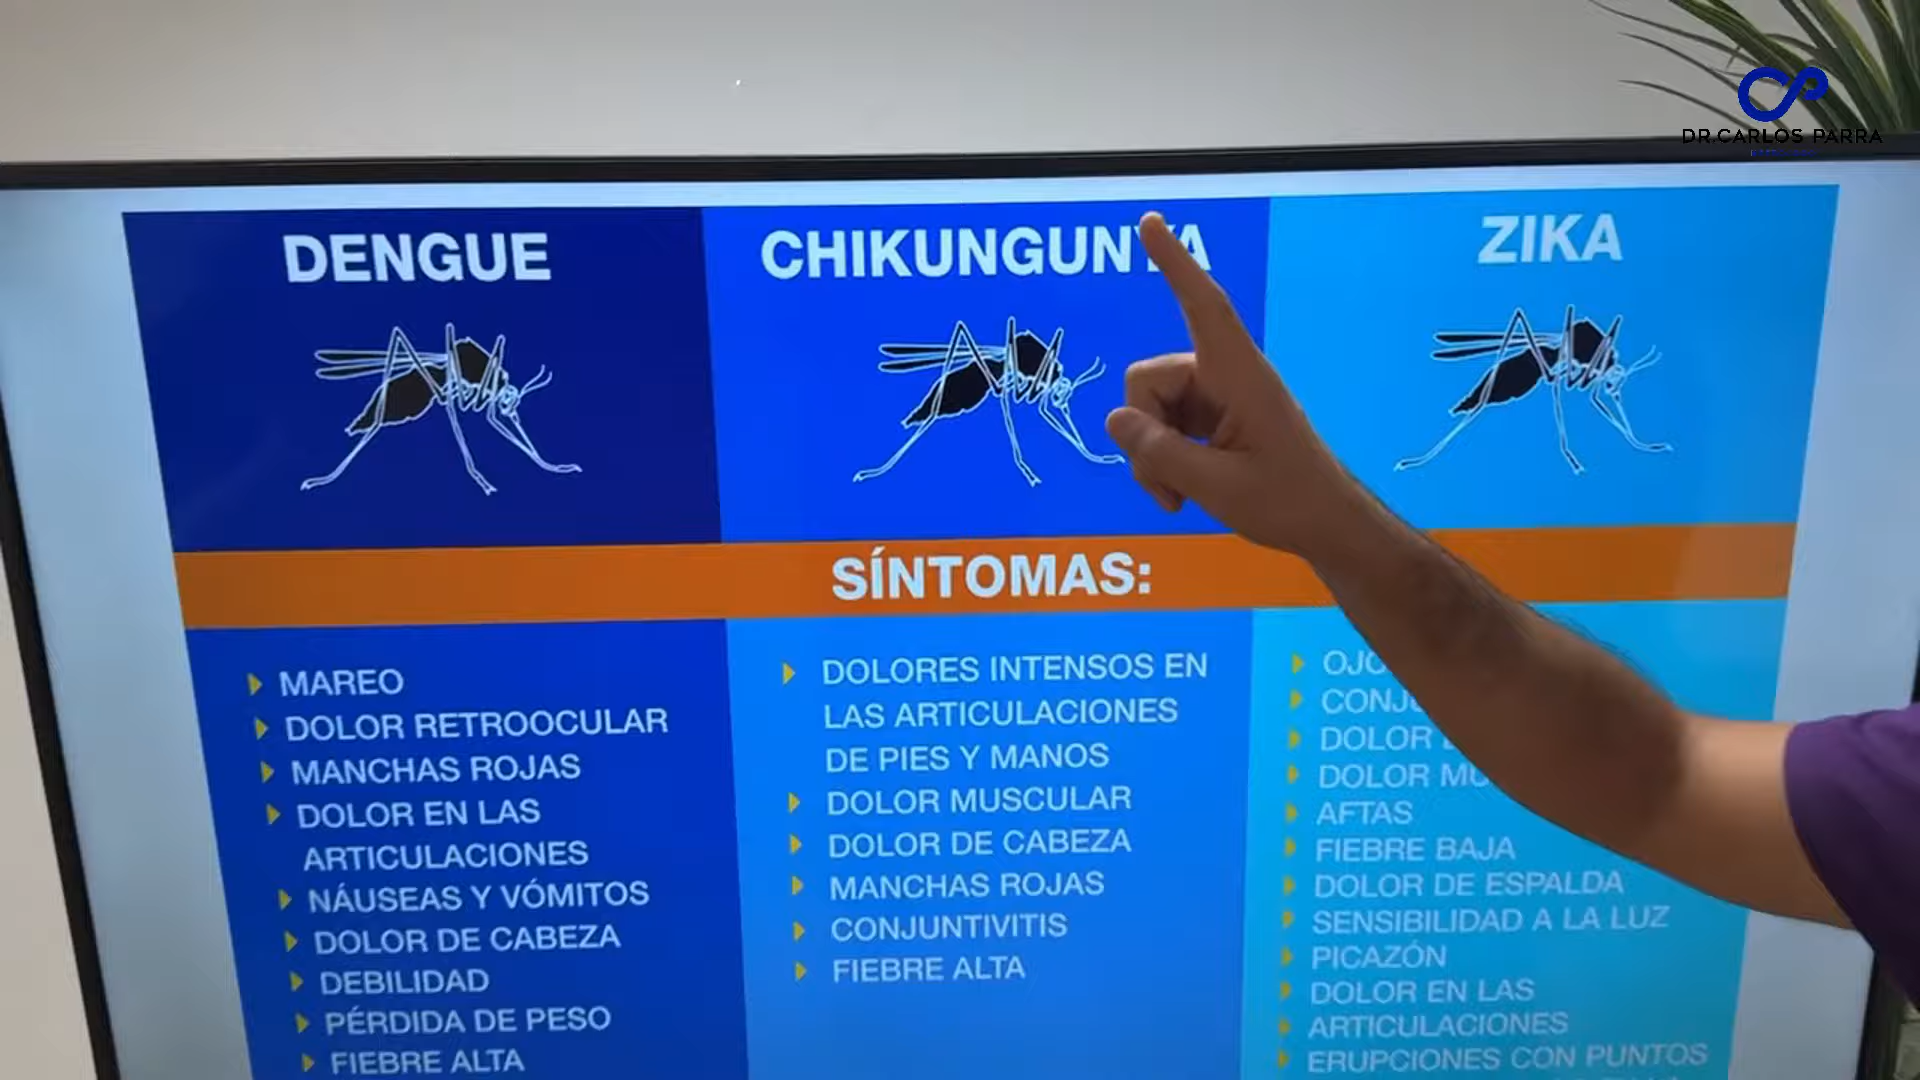 DR.CARLOS PARRA
DENGUE
CHIKUNGUNYA
ZIKA
SÍNTOMAS:
MAREO
DOLOR RETROOCULAR
MANCHAS ROJAS
DOLOR EN LAS
ARTICULACIONES
NÁUSEAS Y VÓMITOS
DOLOR DE CABEZA
DEBILIDAD
PÉRDIDA DE PESO
FIEBRE ALTA
DOLORES INTENSOS EN
LAS ARTICULACIONES
DE PIES Y MANOS
DOLOR MUSCULAR
DOLOR DE CABEZA
MANCHAS ROJAS
CONJUNTIVITIS
FIEBRE ALTA
DOLOR
DOLOR
AFTAS
FIEBRE BAJA
DOLOR DE ESPALDA
SENSIBILIDAD A LA LUZ
PICAZÓN
DOLOR EN LAS
ARTICULACIONES
ERUPCIONES CON PUNTOS